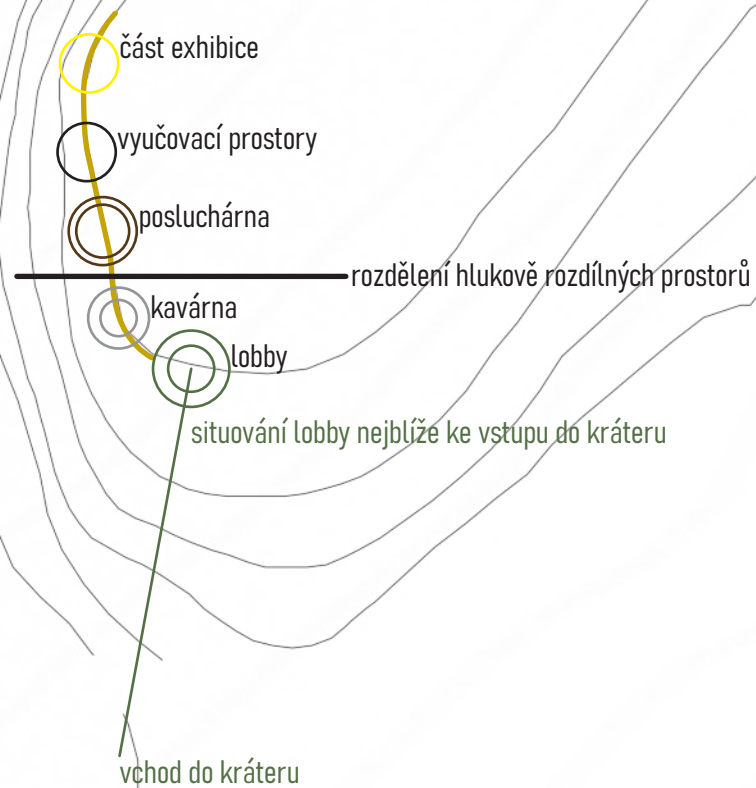 část exhibice
vyučovací prostory
posluchárna
rozdělení hlukově rozdílných prostorů
kavárna
lobby
situování lobby nejblíže ke vstupu do kráteru
vchod do kráteru